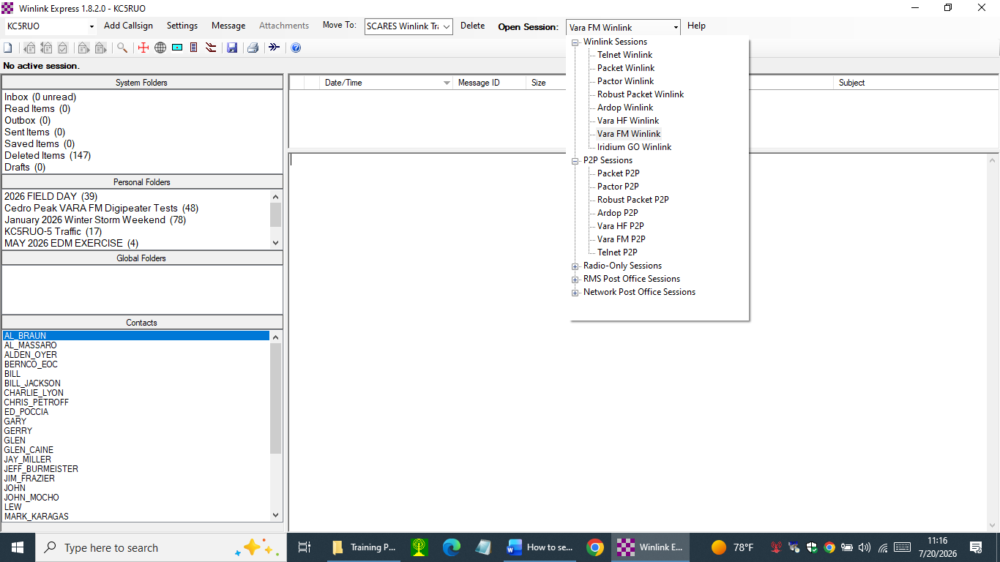 Winlink Express 1.8.2.0 - KC5RUO
KC5RUO Add Callsign Settings Message Attachments Move To: SCARES Winlink Tra Delete Open Session: Vara FM Winlink Help
No active session.
System Folders
Inbox (0 unread)
Read Items (0)
Outbox (0)
Sent Items (0)
Saved Items (0)
Deleted Items (147)
Drafts (0)
Personal Folders
2026 FIELD DAY (39)
Cedro Peak VARA FM Digipeater Tests (48)
January 2026 Winter Storm Weekend (78)
KC5RUO-5 Traffic (17)
MAY 2026 EDM EXERCISE (4)
Global Folders
Contacts
AL_BRAUN
AL_MASSARO
ALDEN_OYER
BERNCO_EOC
BILL
BILL_JACKSON
CHARLIE_LYON
CHRIS_PETROFF
ED_POCCIA
GARY
GERRY
GLEN
GLEN_CAINE
JAY_MILLER
JEFF_BURMEISTER
JIM_FRAZIER
JOHN
JOHN_MOCHO
LEW
MARK_KARAGAS
Date/Time Message ID Size Subject
Winlink Sessions
Telnet Winlink
Packet Winlink
Pactor Winlink
Robust Packet Winlink
Ardop Winlink
Vara HF Winlink
Vara FM Winlink
Iridium GO Winlink
P2P Sessions
Packet P2P
Pactor P2P
Robust Packet P2P
Ardop P2P
Vara HF P2P
Vara FM P2P
Telnet P2P
Radio-Only Sessions
RMS Post Office Sessions
Network Post Office Sessions
Type here to search
Training P...
How to se...
Winlink E...
78°F
11:16
7/20/2026